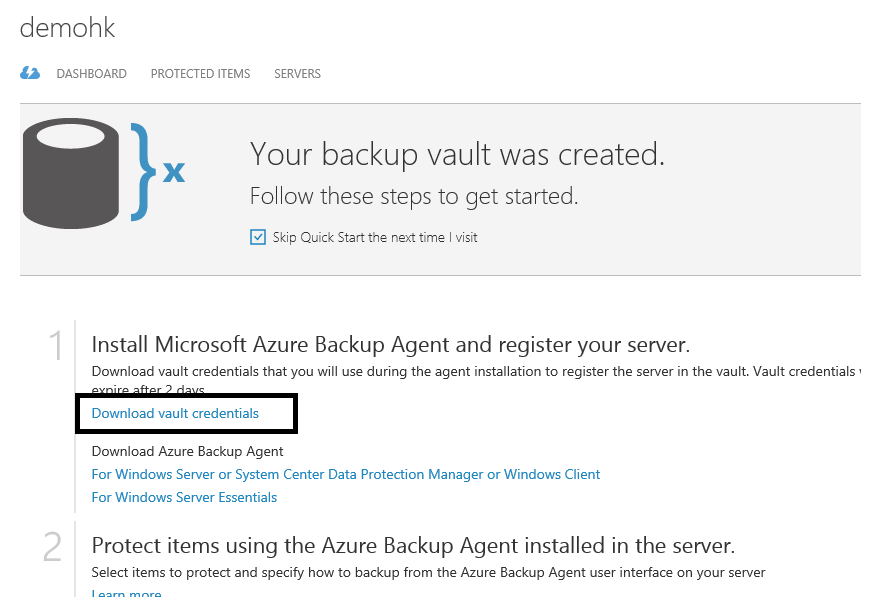 demohk
DASHBOARD PROTECTED ITEMS SERVERS
x
Your backup vault was created.
Follow these steps to get started.
Skip Quick Start the next time I visit
1
Install Microsoft Azure Backup Agent and register your server.
Download vault credentials that you will use during the agent installation to register the server in the vault. Vault credentials
expire after 2 days
Download vault credentials
Download Azure Backup Agent
For Windows Server or System Center Data Protection Manager or Windows Client
For Windows Server Essentials
2
Protect items using the Azure Backup Agent installed in the server.
Select items to protect and specify how to backup from the Azure Backup Agent user interface on your server
Learn more